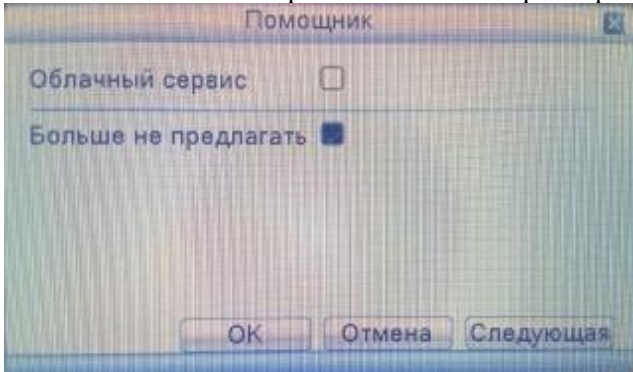 Помощник
Облачный сервис
Больше не предлагать
OK
Отмена
Следующая